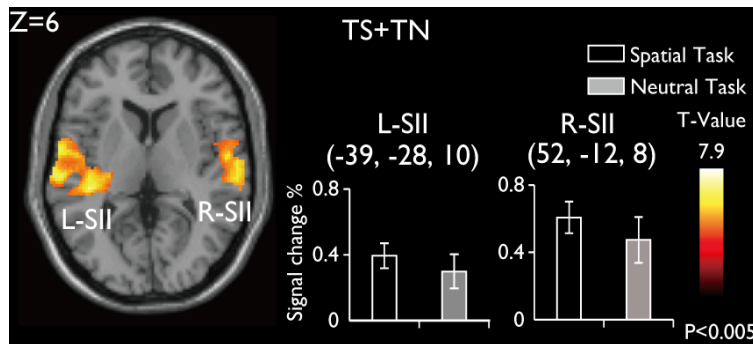 Z=6
TS+TN
Spatial Task
Neutral Task
L-SII
(-39, -28, 10)
R-SII
(52, -12, 8)
T-Value
7.9
L-SII
R-SII
Signal change %
0.8
0.4
0
0.8
0.4
0
P<0.005